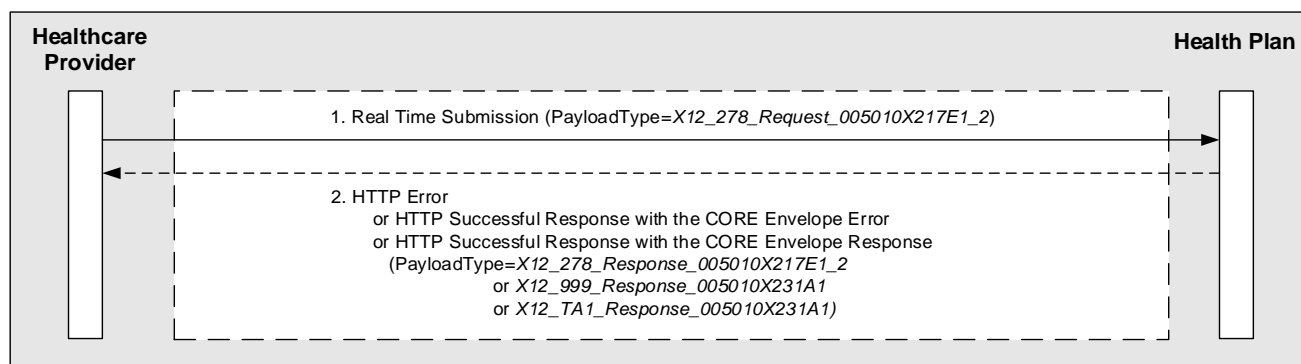 Healthcare
Provider
Health Plan
1. Real Time Submission (PayloadType=X12_278_Request_005010X217E1_2)
2. HTTP Error
or HTTP Successful Response with the CORE Envelope Error
or HTTP Successful Response with the CORE Envelope Response
(PayloadType=X12_278_Response_005010X217E1_2
or X12_999_Response_005010X231A1
or X12_TA1_Response_005010X231A1)